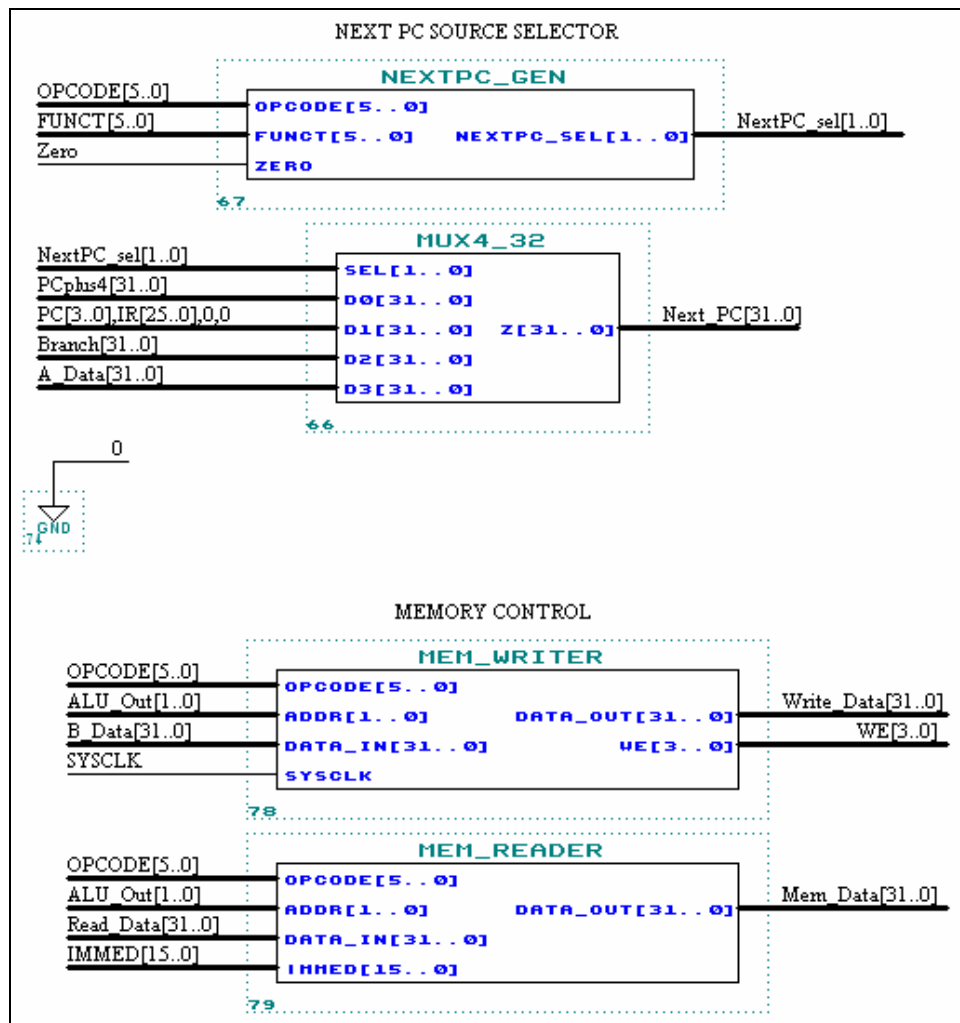 NEXT PC SOURCE SELECTOR
NEXTPC_GEN
OPCODE[5..0]
OPCODE[5..0]
FUNCT[5..0]
FUNCT[5..0]
NEXTPC_SEL[1..0]
NextPC_sel[1..0]
Zero
ZERO
67
MUX4_32
NextPC_sel[1..0]
SEL[1..0]
PCplus4[31..0]
D0[31..0]
PC[3..0],IR[25..0],0,0
D1[31..0]
Z[31..0]
Next_PC[31..0]
Branch[31..0]
D2[31..0]
A_Data[31..0]
D3[31..0]
66
0
GND
74
MEMORY CONTROL
MEM_WRITER
OPCODE[5..0]
OPCODE[5..0]
ALU_Out[1..0]
ADDR[1..0]
DATA_OUT[31..0]
Write_Data[31..0]
B_Data[31..0]
DATA_IN[31..0]
WE[3..0]
WE[3..0]
SYSCLK
SYSCLK
78
MEM_READER
OPCODE[5..0]
OPCODE[5..0]
ALU_Out[1..0]
ADDR[1..0]
DATA_OUT[31..0]
Mem_Data[31..0]
Read_Data[31..0]
DATA_IN[31..0]
IMMED[15..0]
IMMED[15..0]
79